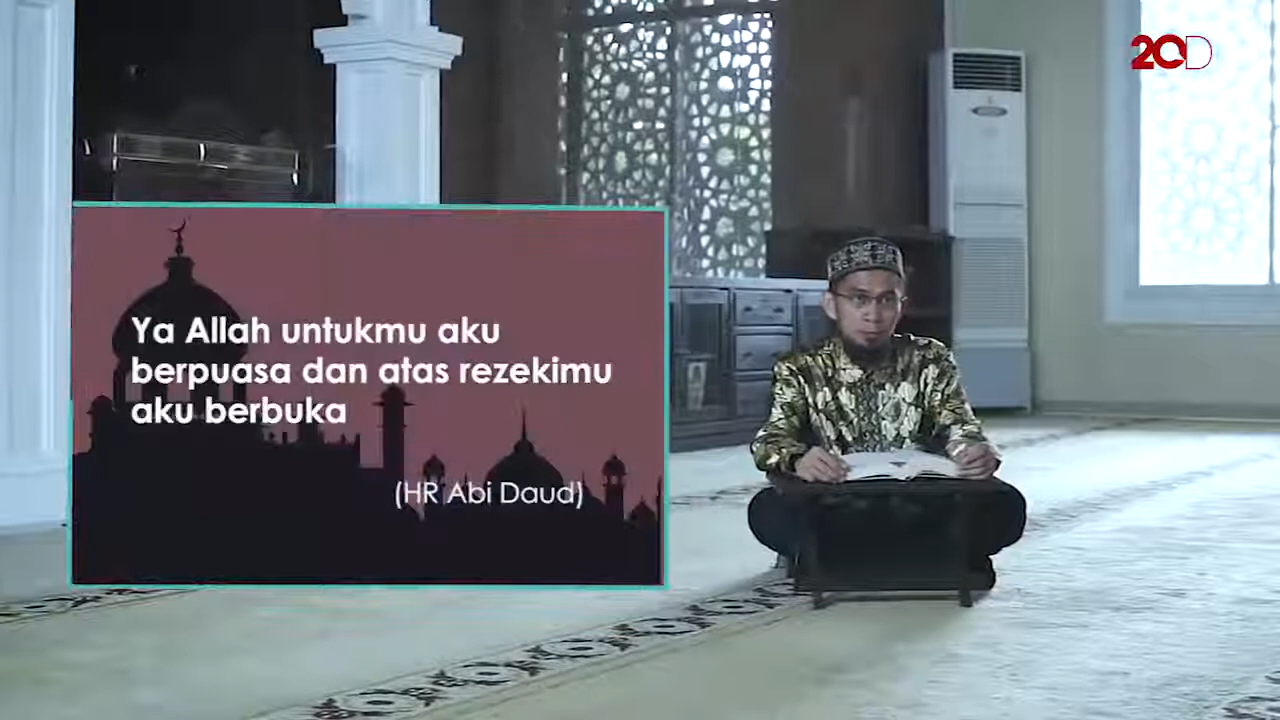 20D
Ya Allah untukmu aku
berpuasa dan atas rezekimu
aku berbuka
(HR Abi Daud)